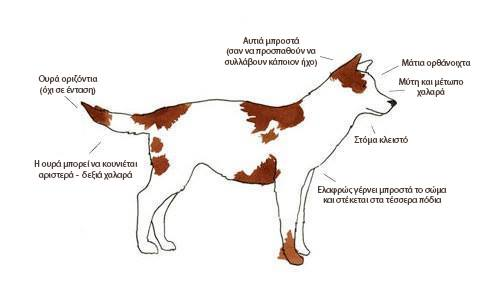 Αυτιά μπροστά
(σαν να προσπαθούν να
συλλάβουν κάποιον ήχο)
Μάτια ορθάνοιχτα
Μύτη και μέτωπο
χαλαρά
Ουρά οριζόντια
(όχι σε ένταση)
Στόμα κλειστό
Η ουρά μπορεί να κουνιέται
αριστερά - δεξιά χαλαρά
Ελαφρώς γέρνει μπροστά το σώμα
και στέκεται στα τέσσερα πόδια